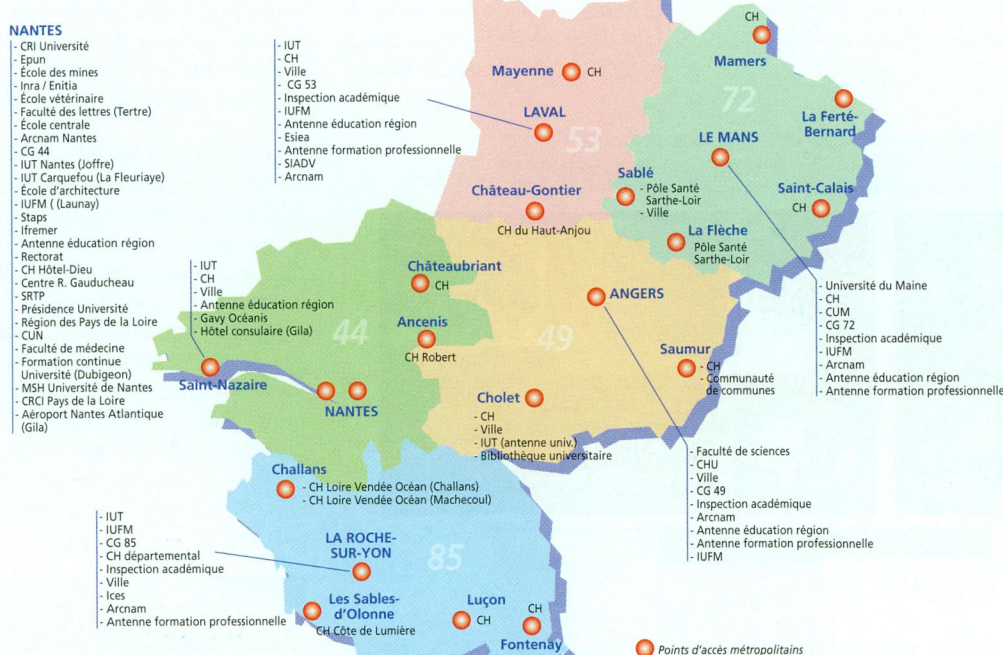 NANTES
- CRI Université
- Epun
- École des mines
- Inra / Enitia
- École vétérinaire
- Faculté des lettres (Tertre)
- École centrale
- Arcnam Nantes
- CG 44
- IUT Nantes (Joffre)
- IUT Carquefou (La Fleuriaye)
- École d'architecture
- IUFM ( (Launay)
- Staps
- Ifremer
- Antenne éducation région
- Rectorat
- CH Hôtel-Dieu
- Centre R. Gauducheau
- SRTP
- Présidence Université
- Région des Pays de la Loire
- CUN
- Faculté de médecine
- Formation continue
Université (Dubigeon)
- MSH Université de Nantes
- CRCI Pays de la Loire
- Aéroport Nantes Atlantique
(Gila)
- IUT
- CH
- Ville
- CG 53
- Inspection académique
- IUFM
- Antenne éducation région
- Esiea
- Antenne formation professionnelle
- SIADV
- Arcnam
Mayenne
CH
LAVAL
53
Château-Gontier
CH du Haut-Anjou
CH
Mamers
72
La Ferté-
Bernard
LE MANS
Sablé
- Pôle Santé
Sarthe-Loir
- Ville
Saint-Calais
CH
La Flèche
Pôle Santé
Sarthe-Loir
- Université du Maine
- CH
- CUM
- CG 72
- Inspection académique
- IUFM
- Arcnam
- Antenne éducation région
- Antenne formation professionnelle
- IUT
- CH
- Ville
- Antenne éducation région
- Gavy Océanis
- Hôtel consulaire (Gila)
Saint-Nazaire
Châteaubriant
CH
44
Ancenis
CH Robert
NANTES
ANGERS
49
Saumur
- CH
- Communauté
de communes
Cholet
- CH
- Ville
- IUT (antenne univ.)
- Bibliothèque universitaire
- Faculté de sciences
- CHU
- Ville
- CG 49
- Inspection académique
- Arcnam
- Antenne éducation région
- Antenne formation professionnelle
- IUFM
Challans
- CH Loire Vendée Océan (Challans)
- CH Loire Vendée Océan (Machecoul)
- IUT
- IUFM
- CG 85
- CH départemental
- Inspection académique
- Ville
- Ices
- Arcnam
- Antenne formation professionnelle
LA ROCHE-
SUR-YON
85
Les Sables-
d'Olonne
CH Côte de Lumière
Luçon
CH
CH
Fontenay
Points d'accès métropolitains